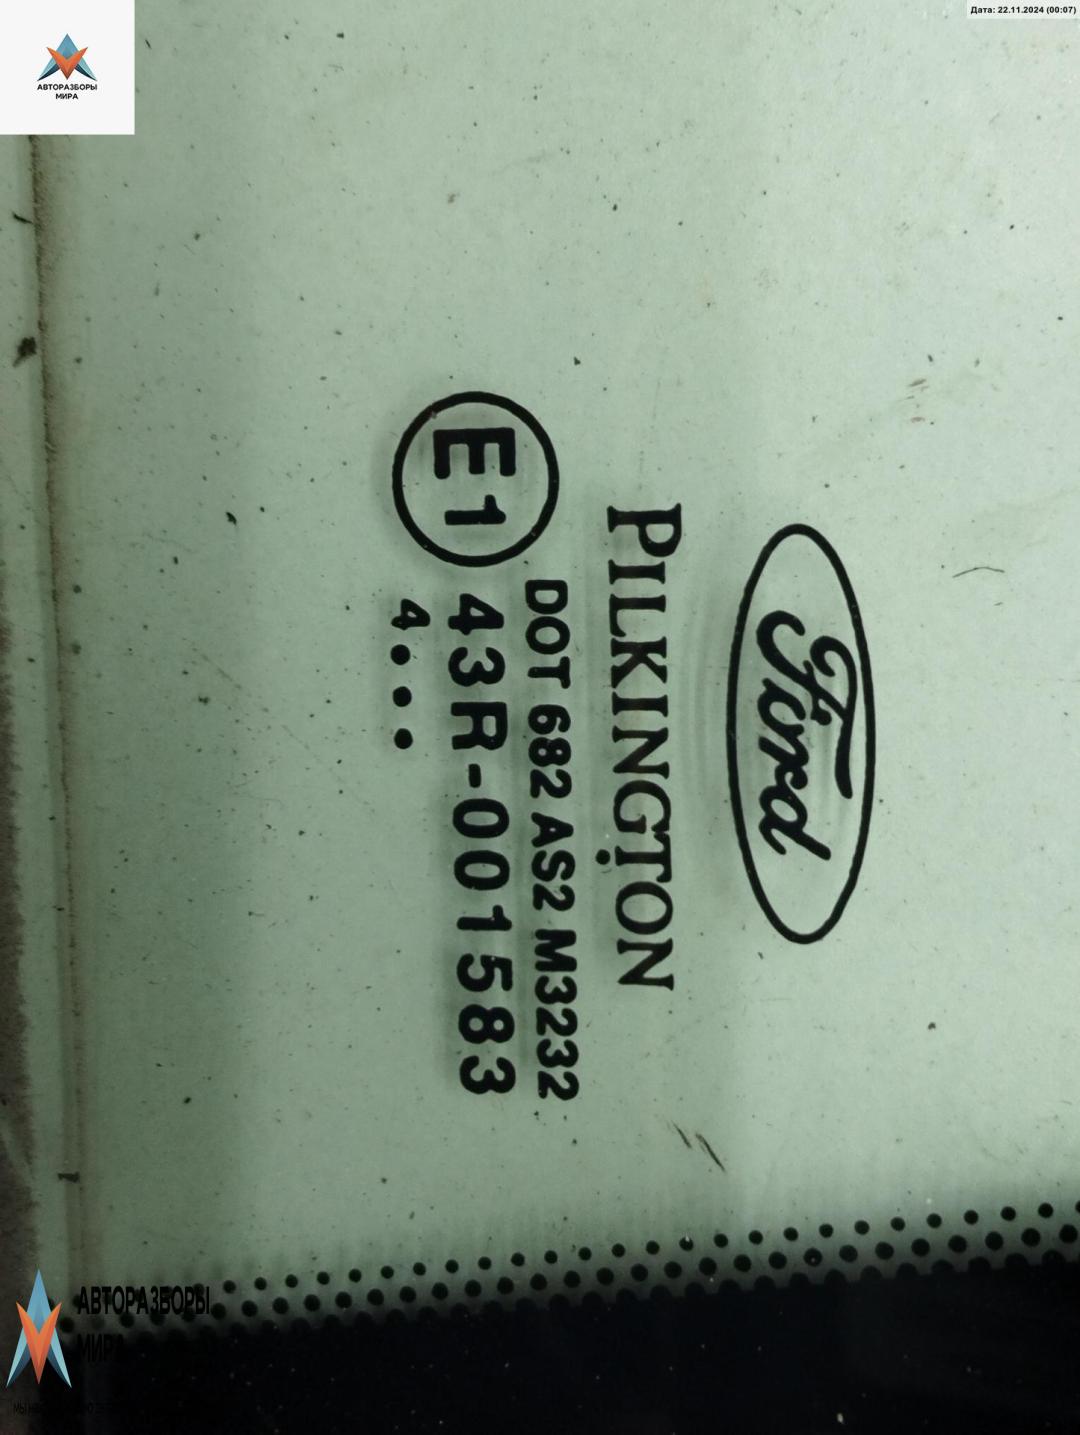 Дата: 22.11.2024 (00:07)
АВТОРАЗБОРЫ
МИРА
Ford
PILKINGTON
DOT 682 AS2 M3232
E1 43R-001583
4...
АВТОРАЗБОРЫ
МИРА